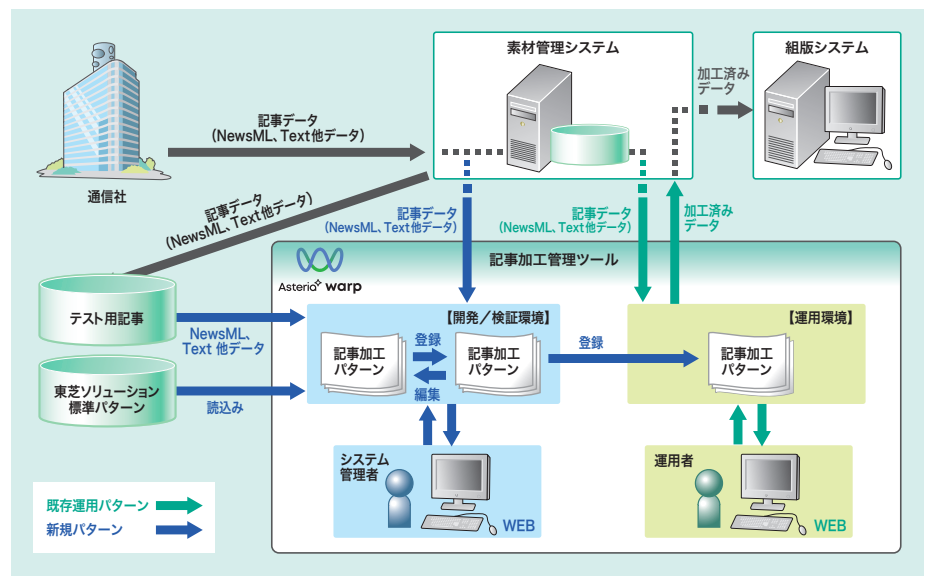 素材管理システム
組版システム
加工済み
データ
記事データ
(NewsML、Text他データ)
通信社
記事データ
(NewsML、Text他データ)
記事データ
(NewsML、Text他データ)
記事データ
(NewsML、Text他データ)
加工済み
データ
記事加工管理ツール
Asteria warp
テスト用記事
NewsML、
Text 他データ
【開発／検証環境】
記事加工
パターン
登録
編集
記事加工
パターン
登録
【運用環境】
記事加工
パターン
東芝ソリューション
標準パターン
読込み
システム
管理者
WEB
運用者
WEB
既存運用パターン
新規パターン